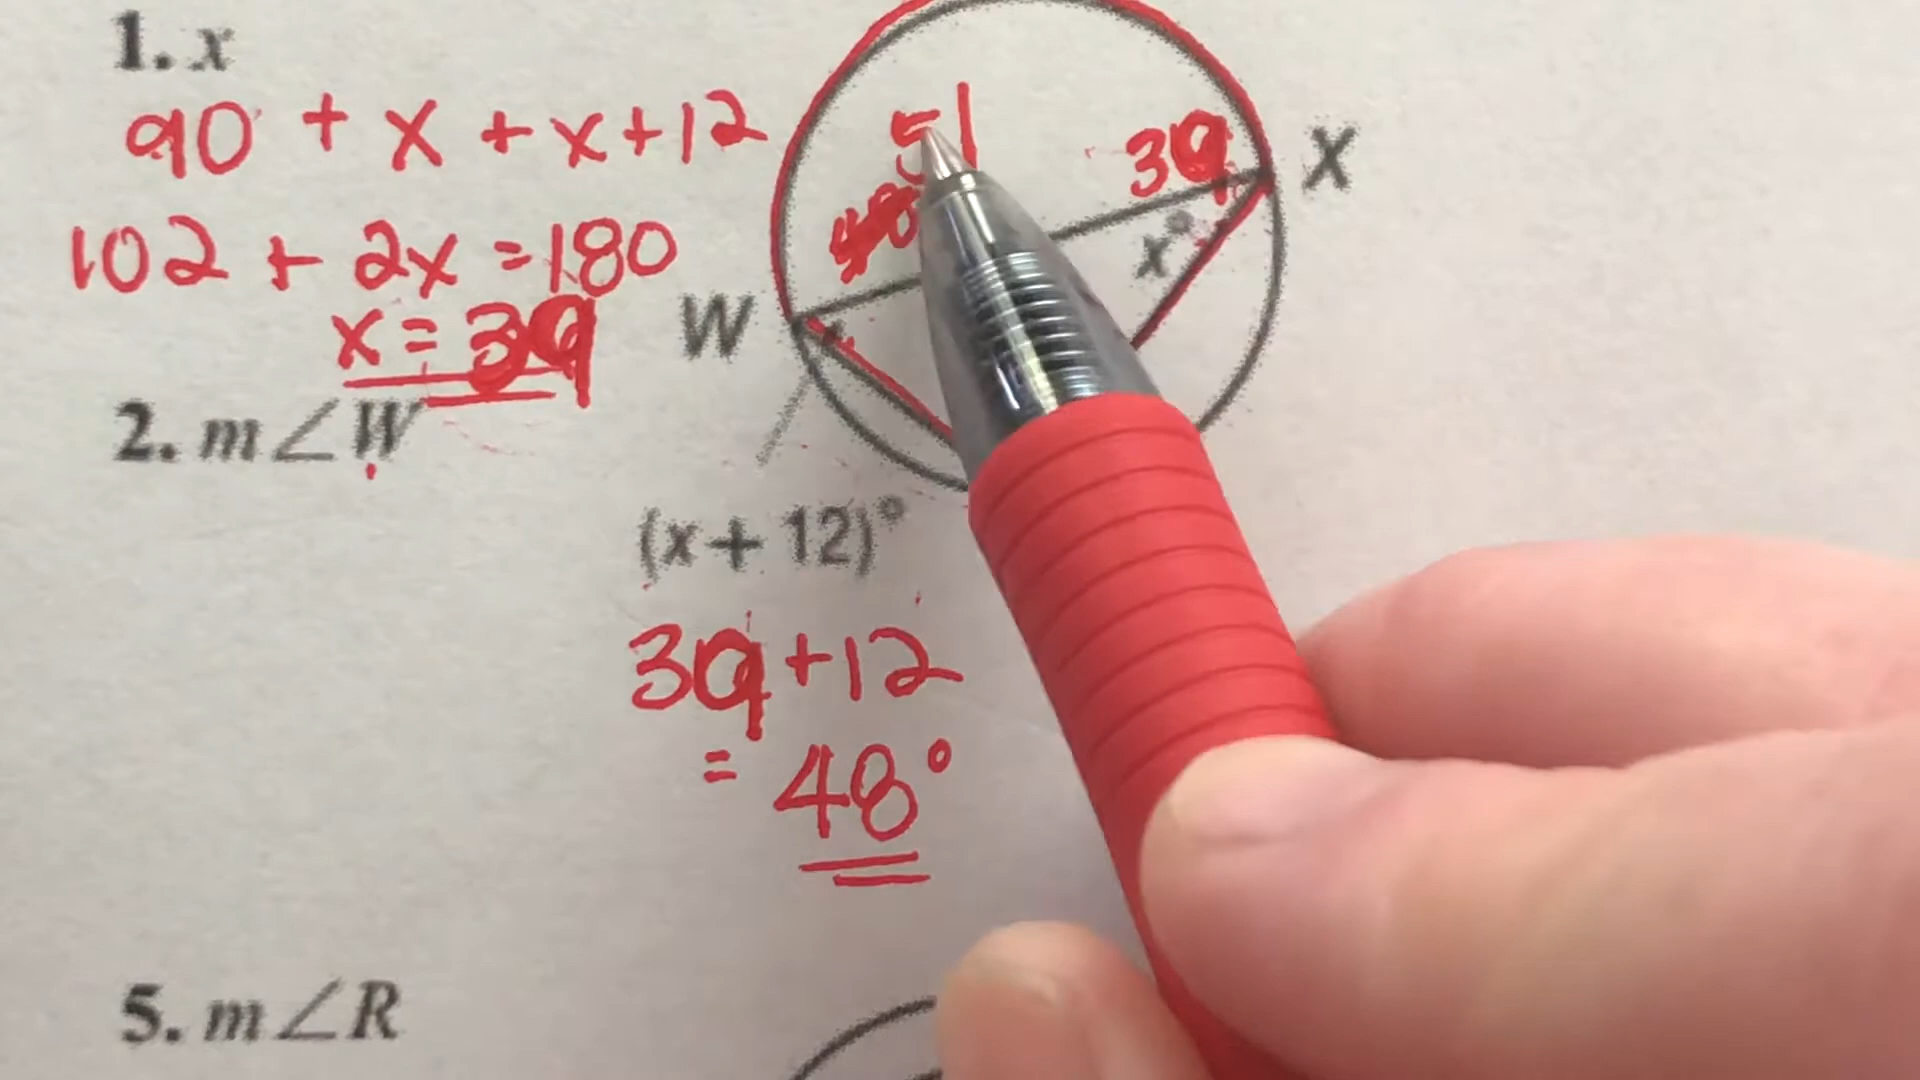 1. x
90 + x + x + 12
102 + 2x = 180
x = 39
2. m∠W
51
39
X
x°
W
(x + 12)°
39 + 12
= 48°
5. m∠R